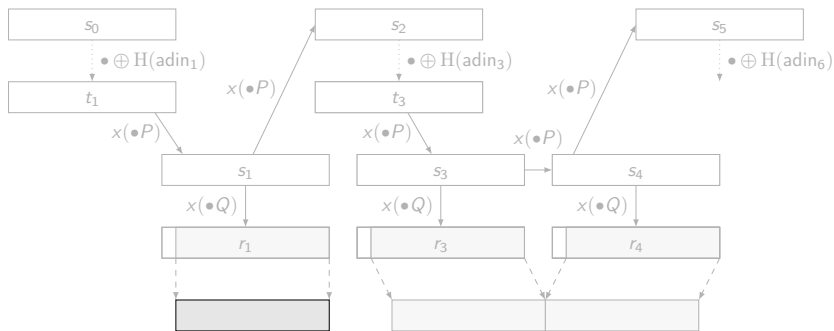 s₀ s₂ s₅
• ⊕ H(adin₁) • ⊕ H(adin₃) • ⊕ H(adin₆)
x(•P) x(•P)
t₁ t₃
x(•P) x(•P) x(•P)
s₁ s₃ s₄
x(•Q) x(•Q) x(•Q)
r₁ r₃ r₄